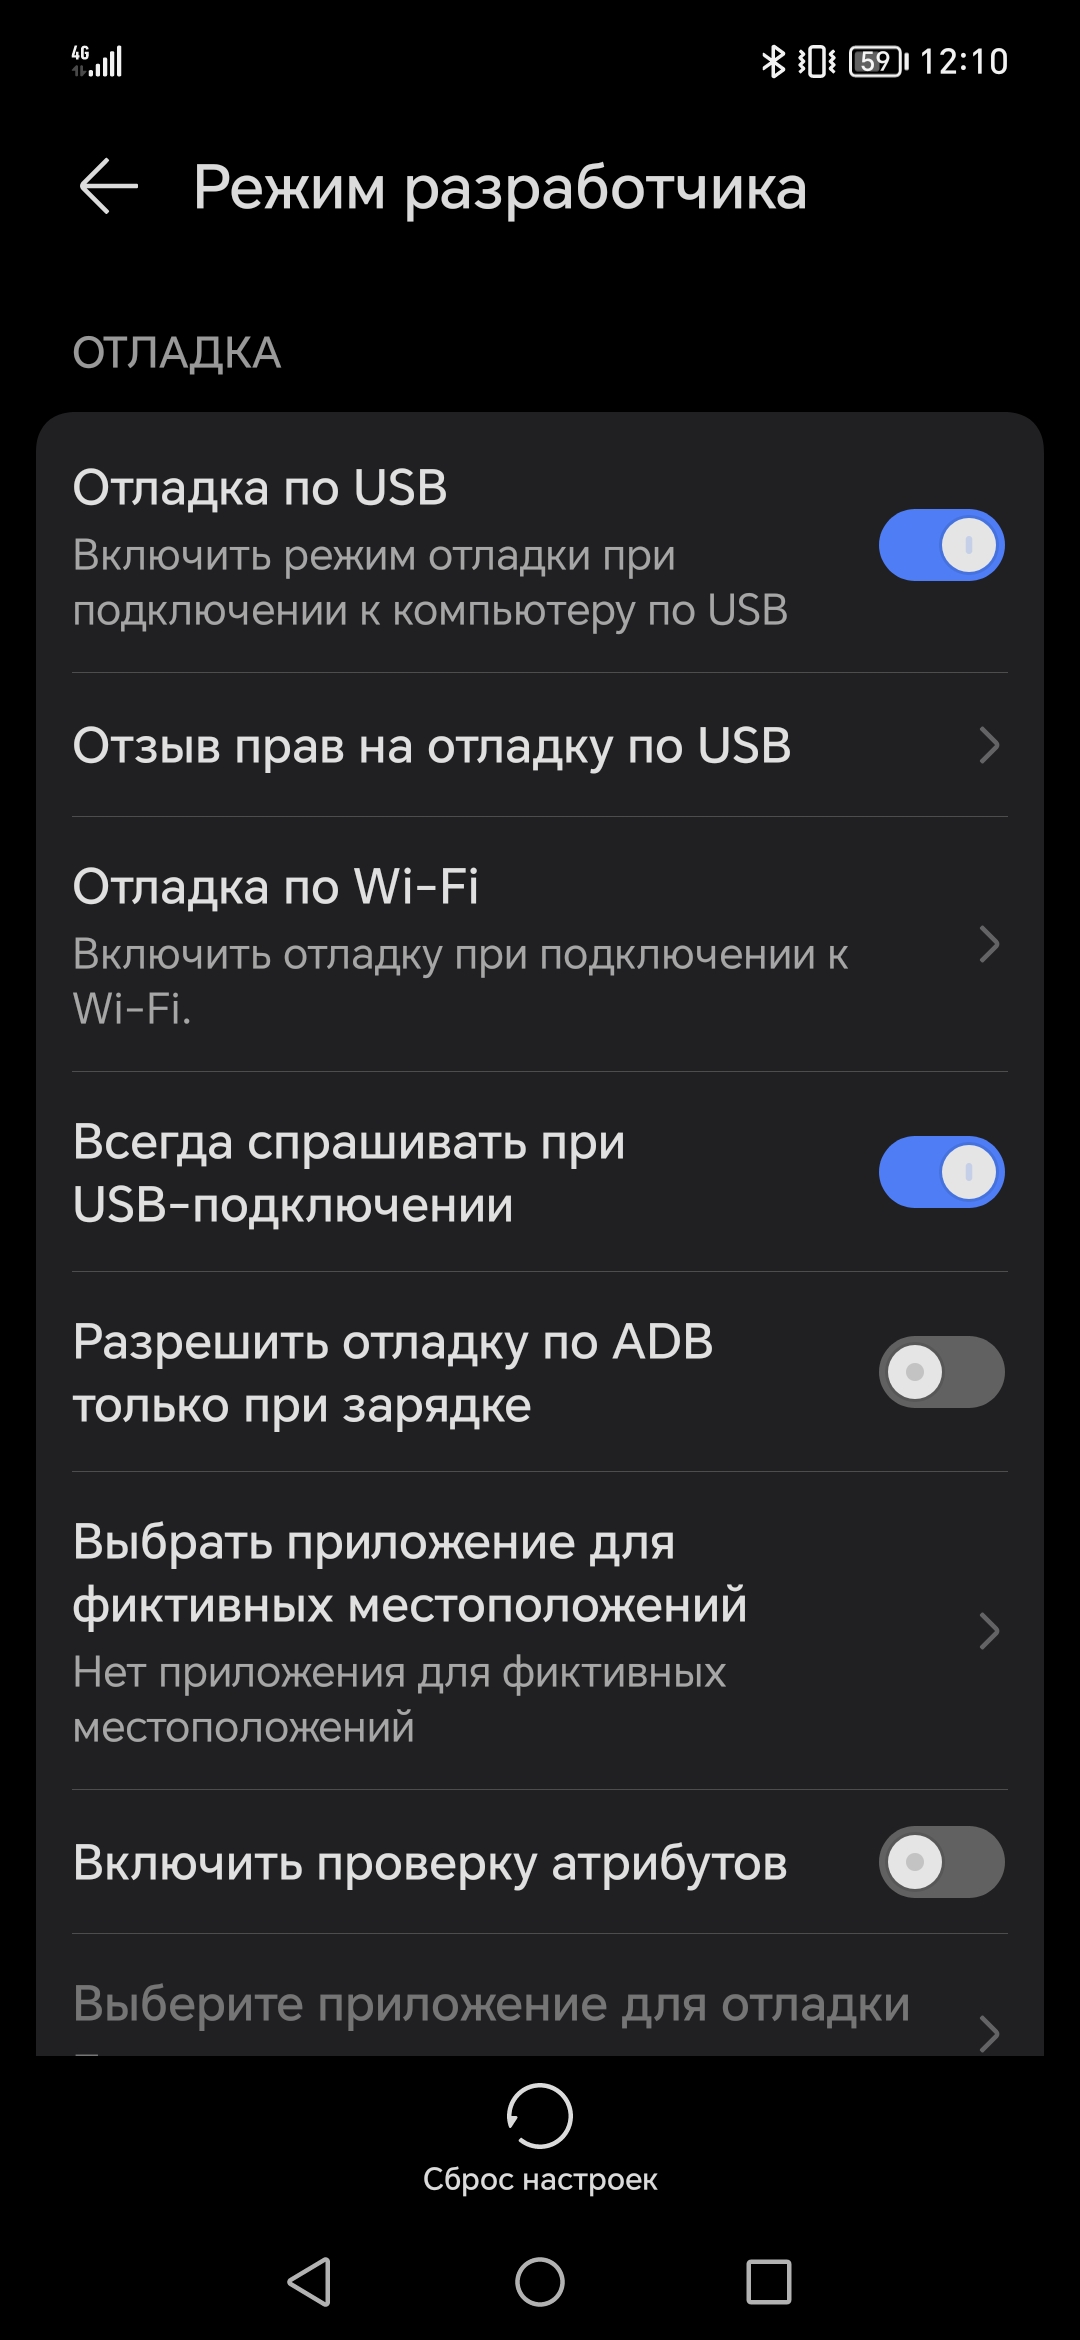 4G
59 12:10
Режим разработчика
ОТЛАДКА
Отладка по USB
Включить режим отладки при
подключении к компьютеру по USB
Отзыв прав на отладку по USB
Отладка по Wi-Fi
Включить отладку при подключении к
Wi-Fi.
Всегда спрашивать при
USB-подключении
Разрешить отладку по ADB
только при зарядке
Выбрать приложение для
фиктивных местоположений
Нет приложения для фиктивных
местоположений
Включить проверку атрибутов
Выберите приложение для отладки
Сброс настроек